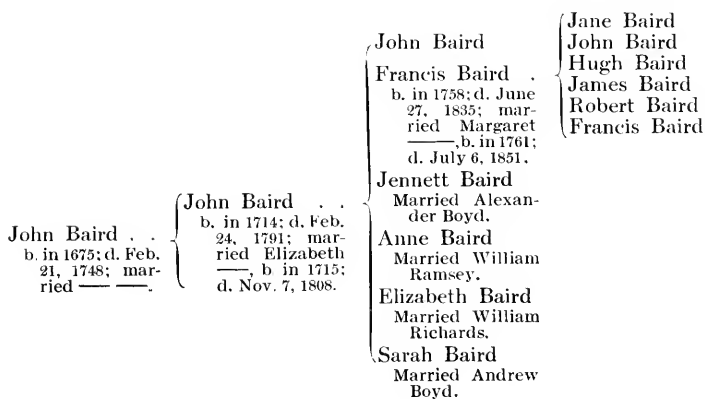 John Baird . .
b. in 1675; d. Feb.
21, 1748; mar-
ried —— ——.
John Baird . .
b. in 1714; d. Feb.
24, 1791; mar-
ried Elizabeth
——, b in 1715;
d. Nov. 7, 1808.
John Baird
Francis Baird .
b. in 1758; d. June
27, 1835; mar-
ried Margaret
——, b. in 1761;
d. July 6, 1851.
Jennett Baird
Married Alexan-
der Boyd.
Anne Baird
Married William
Ramsey.
Elizabeth Baird
Married William
Richards.
Sarah Baird
Married Andrew
Boyd.
Jane Baird
John Baird
Hugh Baird
James Baird
Robert Baird
Francis Baird